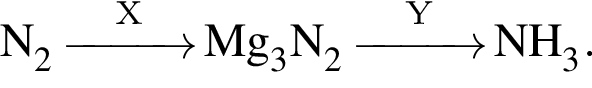 N₂ —X→ Mg₃N₂ —Y→ NH₃.